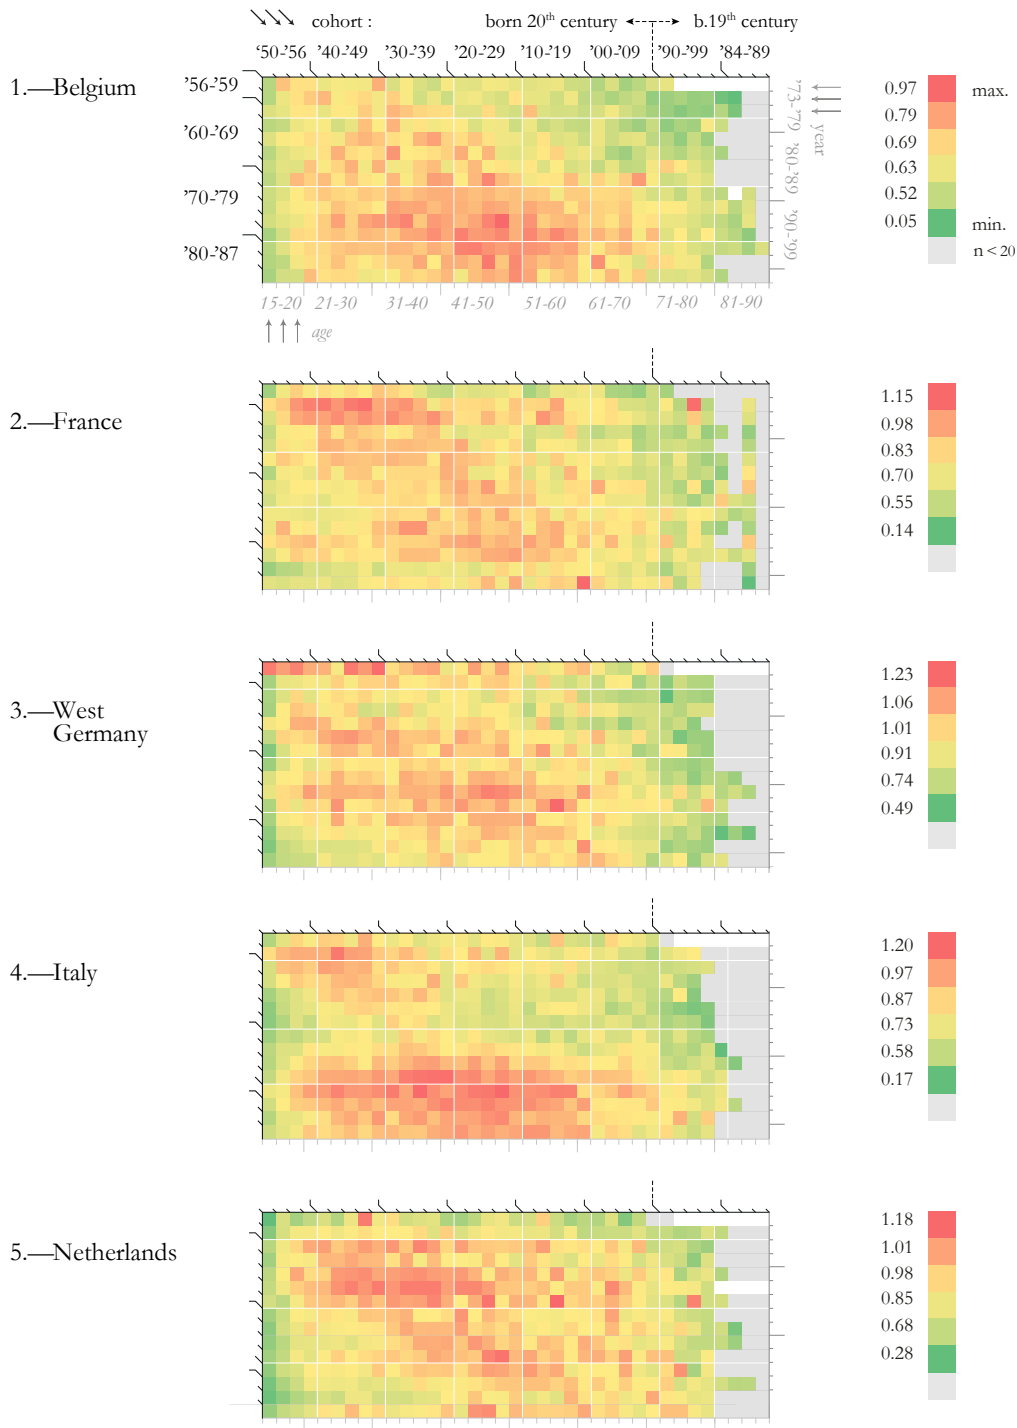 cohort : born 20th century b.19th century
‘50-‘56 ‘40-‘49 ‘30-‘39 ‘20-‘29 ‘10-‘19 ‘00-‘09 ‘90-‘99 ‘84-‘89
1.—Belgium
’56-’59
’60-’69
’70-’79
’80-’87
’73-’79 ’80-’89 ’90-’99
year
15-20 21-30 31-40 41-50 51-60 61-70 71-80 81-90
age
0.97 max.
0.79
0.69
0.63
0.52
0.05 min.
n < 20
2.—France
1.15
0.98
0.83
0.70
0.55
0.14
3.—West
Germany
1.23
1.06
1.01
0.91
0.74
0.49
4.—Italy
1.20
0.97
0.87
0.73
0.58
0.17
5.—Netherlands
1.18
1.01
0.98
0.85
0.68
0.28